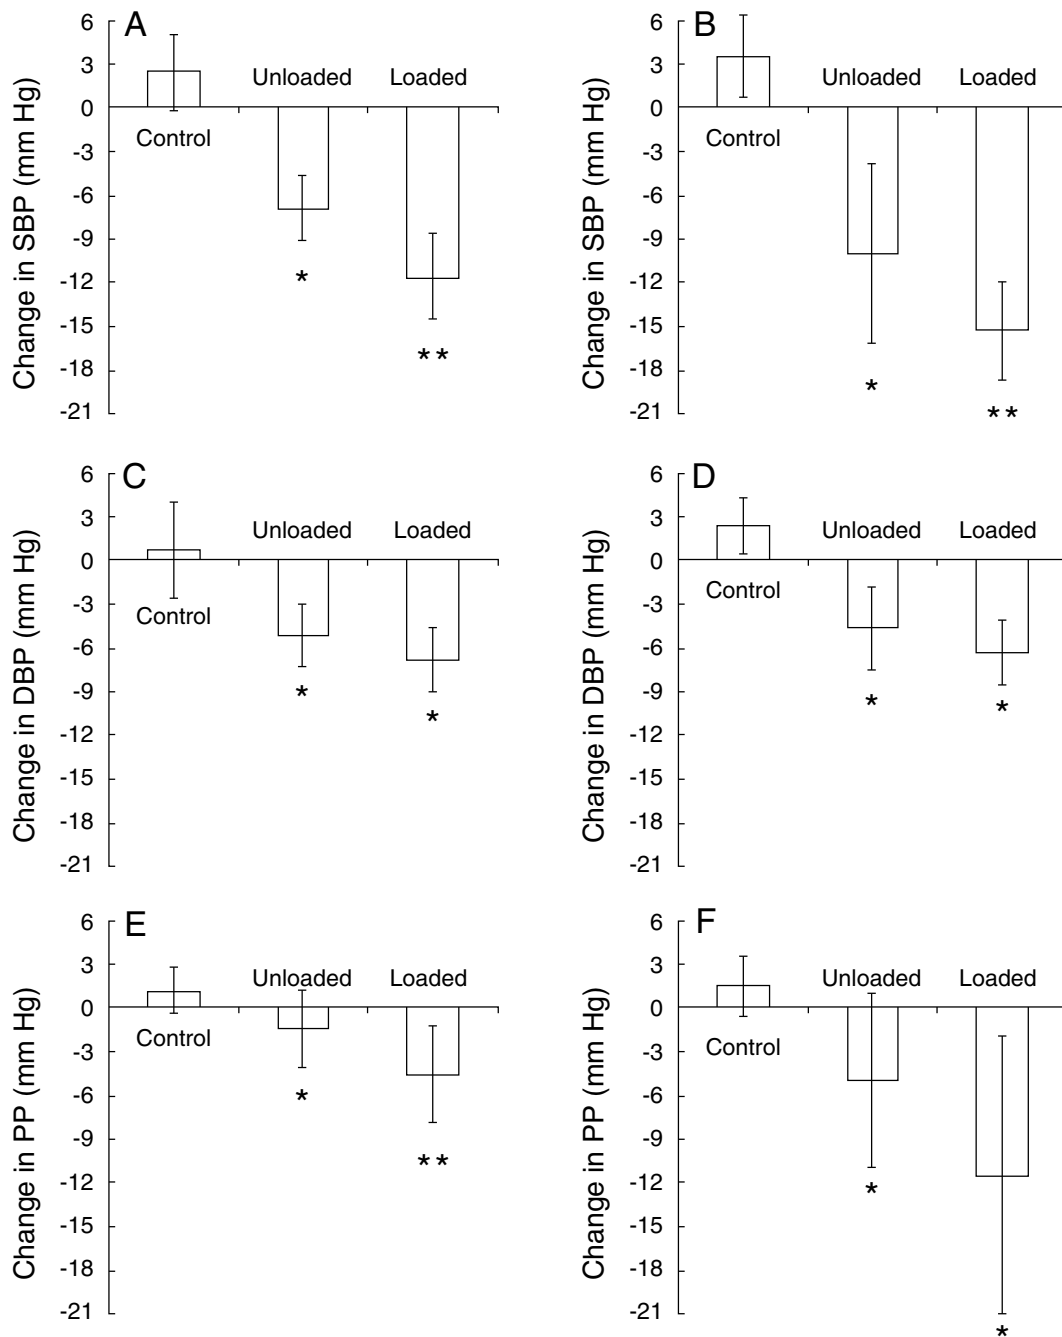 A
Change in SBP (mm Hg)
6
3
0
-3
-6
-9
-12
-15
-18
-21
Control
Unloaded
Loaded
*
**
B
Change in SBP (mm Hg)
6
3
0
-3
-6
-9
-12
-15
-18
-21
Control
Unloaded
Loaded
*
**
C
Change in DBP (mm Hg)
6
3
0
-3
-6
-9
-12
-15
-18
-21
Control
Unloaded
Loaded
*
*
D
Change in DBP (mm Hg)
6
3
0
-3
-6
-9
-12
-15
-18
-21
Control
Unloaded
Loaded
*
*
E
Change in PP (mm Hg)
6
3
0
-3
-6
-9
-12
-15
-18
-21
Control
Unloaded
Loaded
*
**
F
Change in PP (mm Hg)
6
3
0
-3
-6
-9
-12
-15
-18
-21
Control
Unloaded
Loaded
*
*